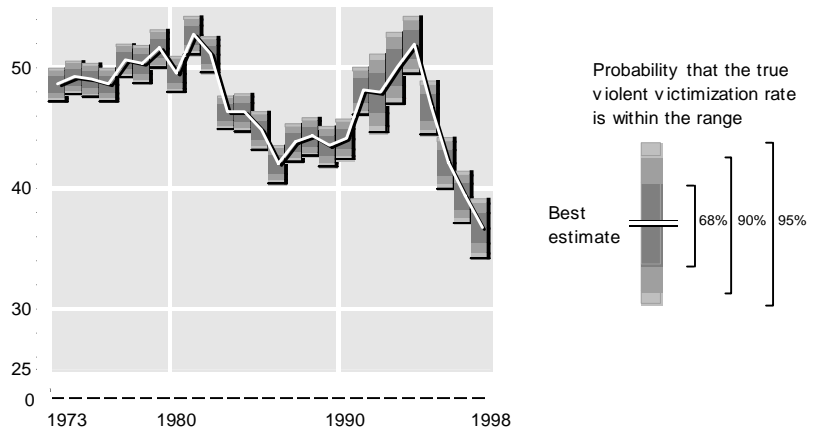 50
40
30
25
0
1973 1980 1990 1998
Probability that the true
violent victimization rate
is within the range
Best
estimate
68% 90% 95%